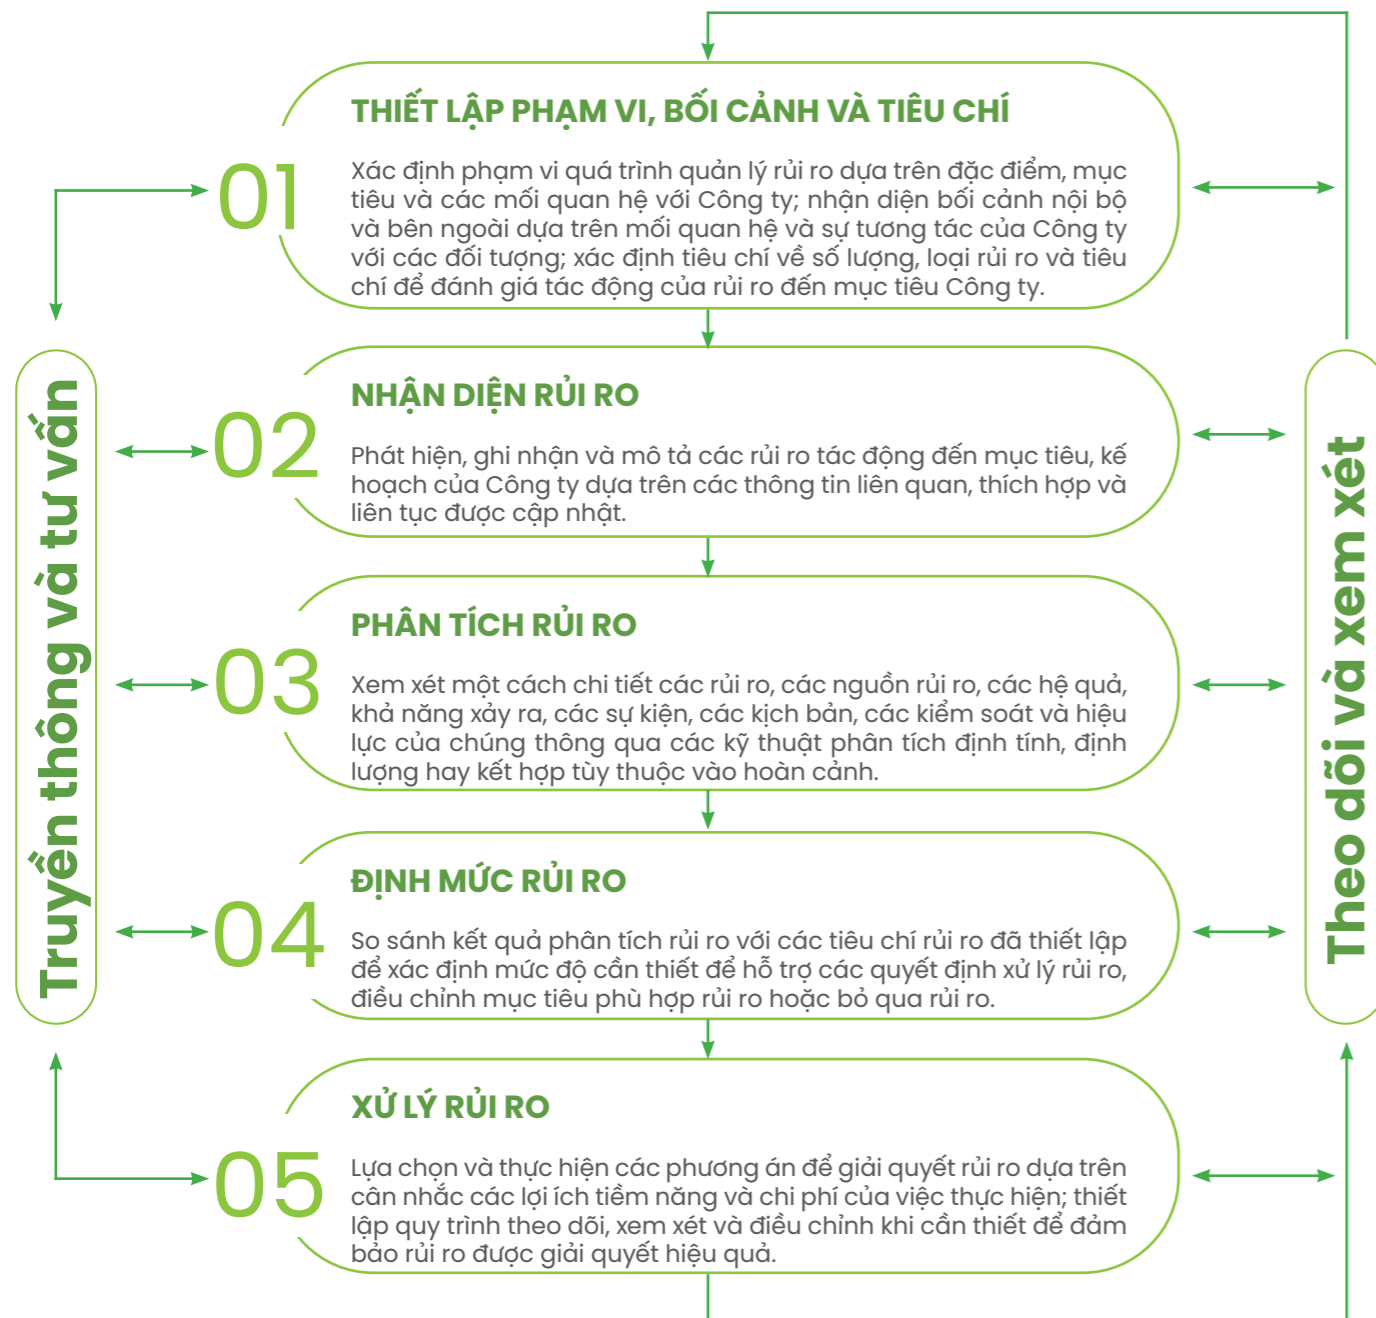 THIẾT LẬP PHẠM VI, BỐI CẢNH VÀ TIÊU CHÍ
01
Xác định phạm vi quá trình quản lý rủi ro dựa trên đặc điểm, mục
tiêu và các mối quan hệ với Công ty; nhận diện bối cảnh nội bộ
và bên ngoài dựa trên mối quan hệ và sự tương tác của Công ty
với các đối tượng; xác định tiêu chí về số lượng, loại rủi ro và tiêu
chí để đánh giá tác động của rủi ro đến mục tiêu Công ty.
Truyền thông và tư vấn
NHẬN DIỆN RỦI RO
02
Phát hiện, ghi nhận và mô tả các rủi ro tác động đến mục tiêu, kế
hoạch của Công ty dựa trên các thông tin liên quan, thích hợp và
liên tục được cập nhật.
PHÂN TÍCH RỦI RO
03
Xem xét một cách chi tiết các rủi ro, các nguồn rủi ro, các hệ quả,
khả năng xảy ra, các sự kiện, các kịch bản, các kiểm soát và hiệu
lực của chúng thông qua các kỹ thuật phân tích định tính, định
lượng hay kết hợp tùy thuộc vào hoàn cảnh.
ĐỊNH MỨC RỦI RO
04
So sánh kết quả phân tích rủi ro với các tiêu chí rủi ro đã thiết lập
để xác định mức độ cần thiết để hỗ trợ các quyết định xử lý rủi ro,
điều chỉnh mục tiêu phù hợp rủi ro hoặc bỏ qua rủi ro.
XỬ LÝ RỦI RO
05
Lựa chọn và thực hiện các phương án để giải quyết rủi ro dựa trên
cân nhắc các lợi ích tiềm năng và chi phí của việc thực hiện; thiết
lập quy trình theo dõi, xem xét và điều chỉnh khi cần thiết để đảm
bảo rủi ro được giải quyết hiệu quả.
Theo dõi và xem xét